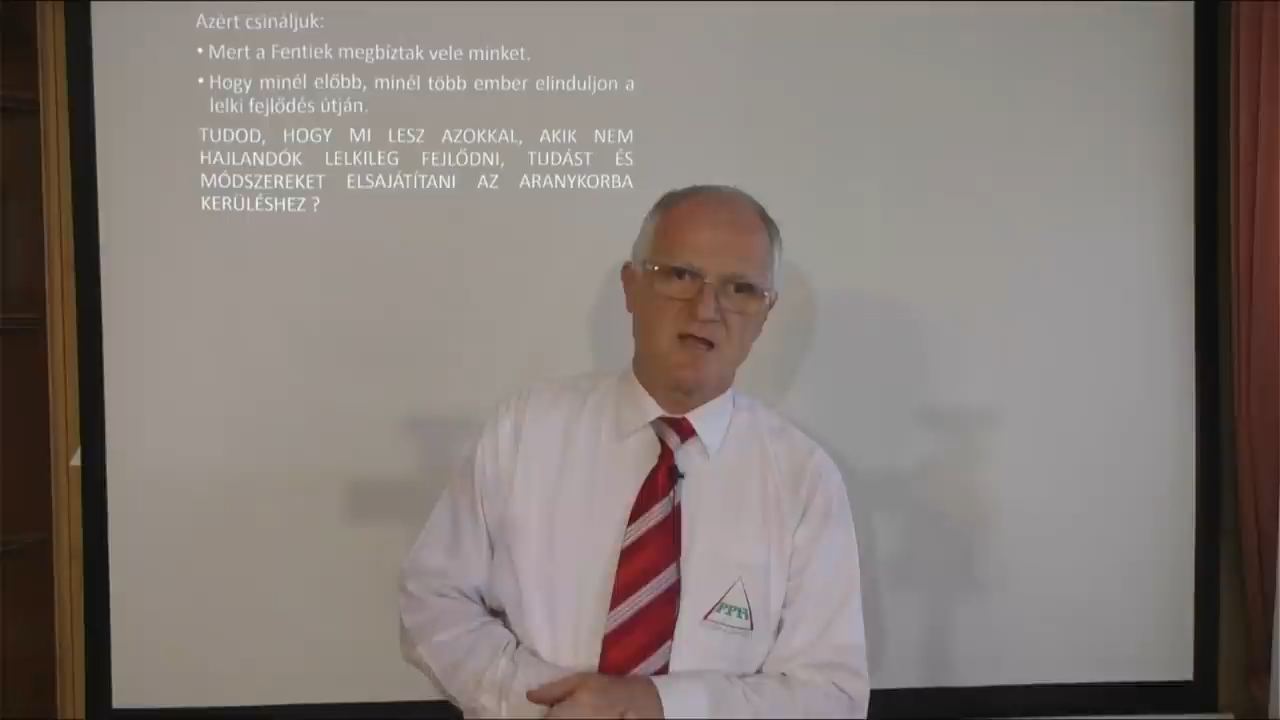 Azért csináljuk:
• Mert a Fentiek megbíztak vele minket.
• Hogy minél előbb, minél több ember elinduljon a
lelki fejlődés útján.
TUDOD, HOGY MI LESZ AZOKKAL, AKIK NEM
HAJLANDÓK LELKILEG FEJLŐDNI, TUDÁST ÉS
MÓDSZEREKET ELSAJÁTÍTANI AZ ARANYKORBA
KERÜLÉSHEZ ?